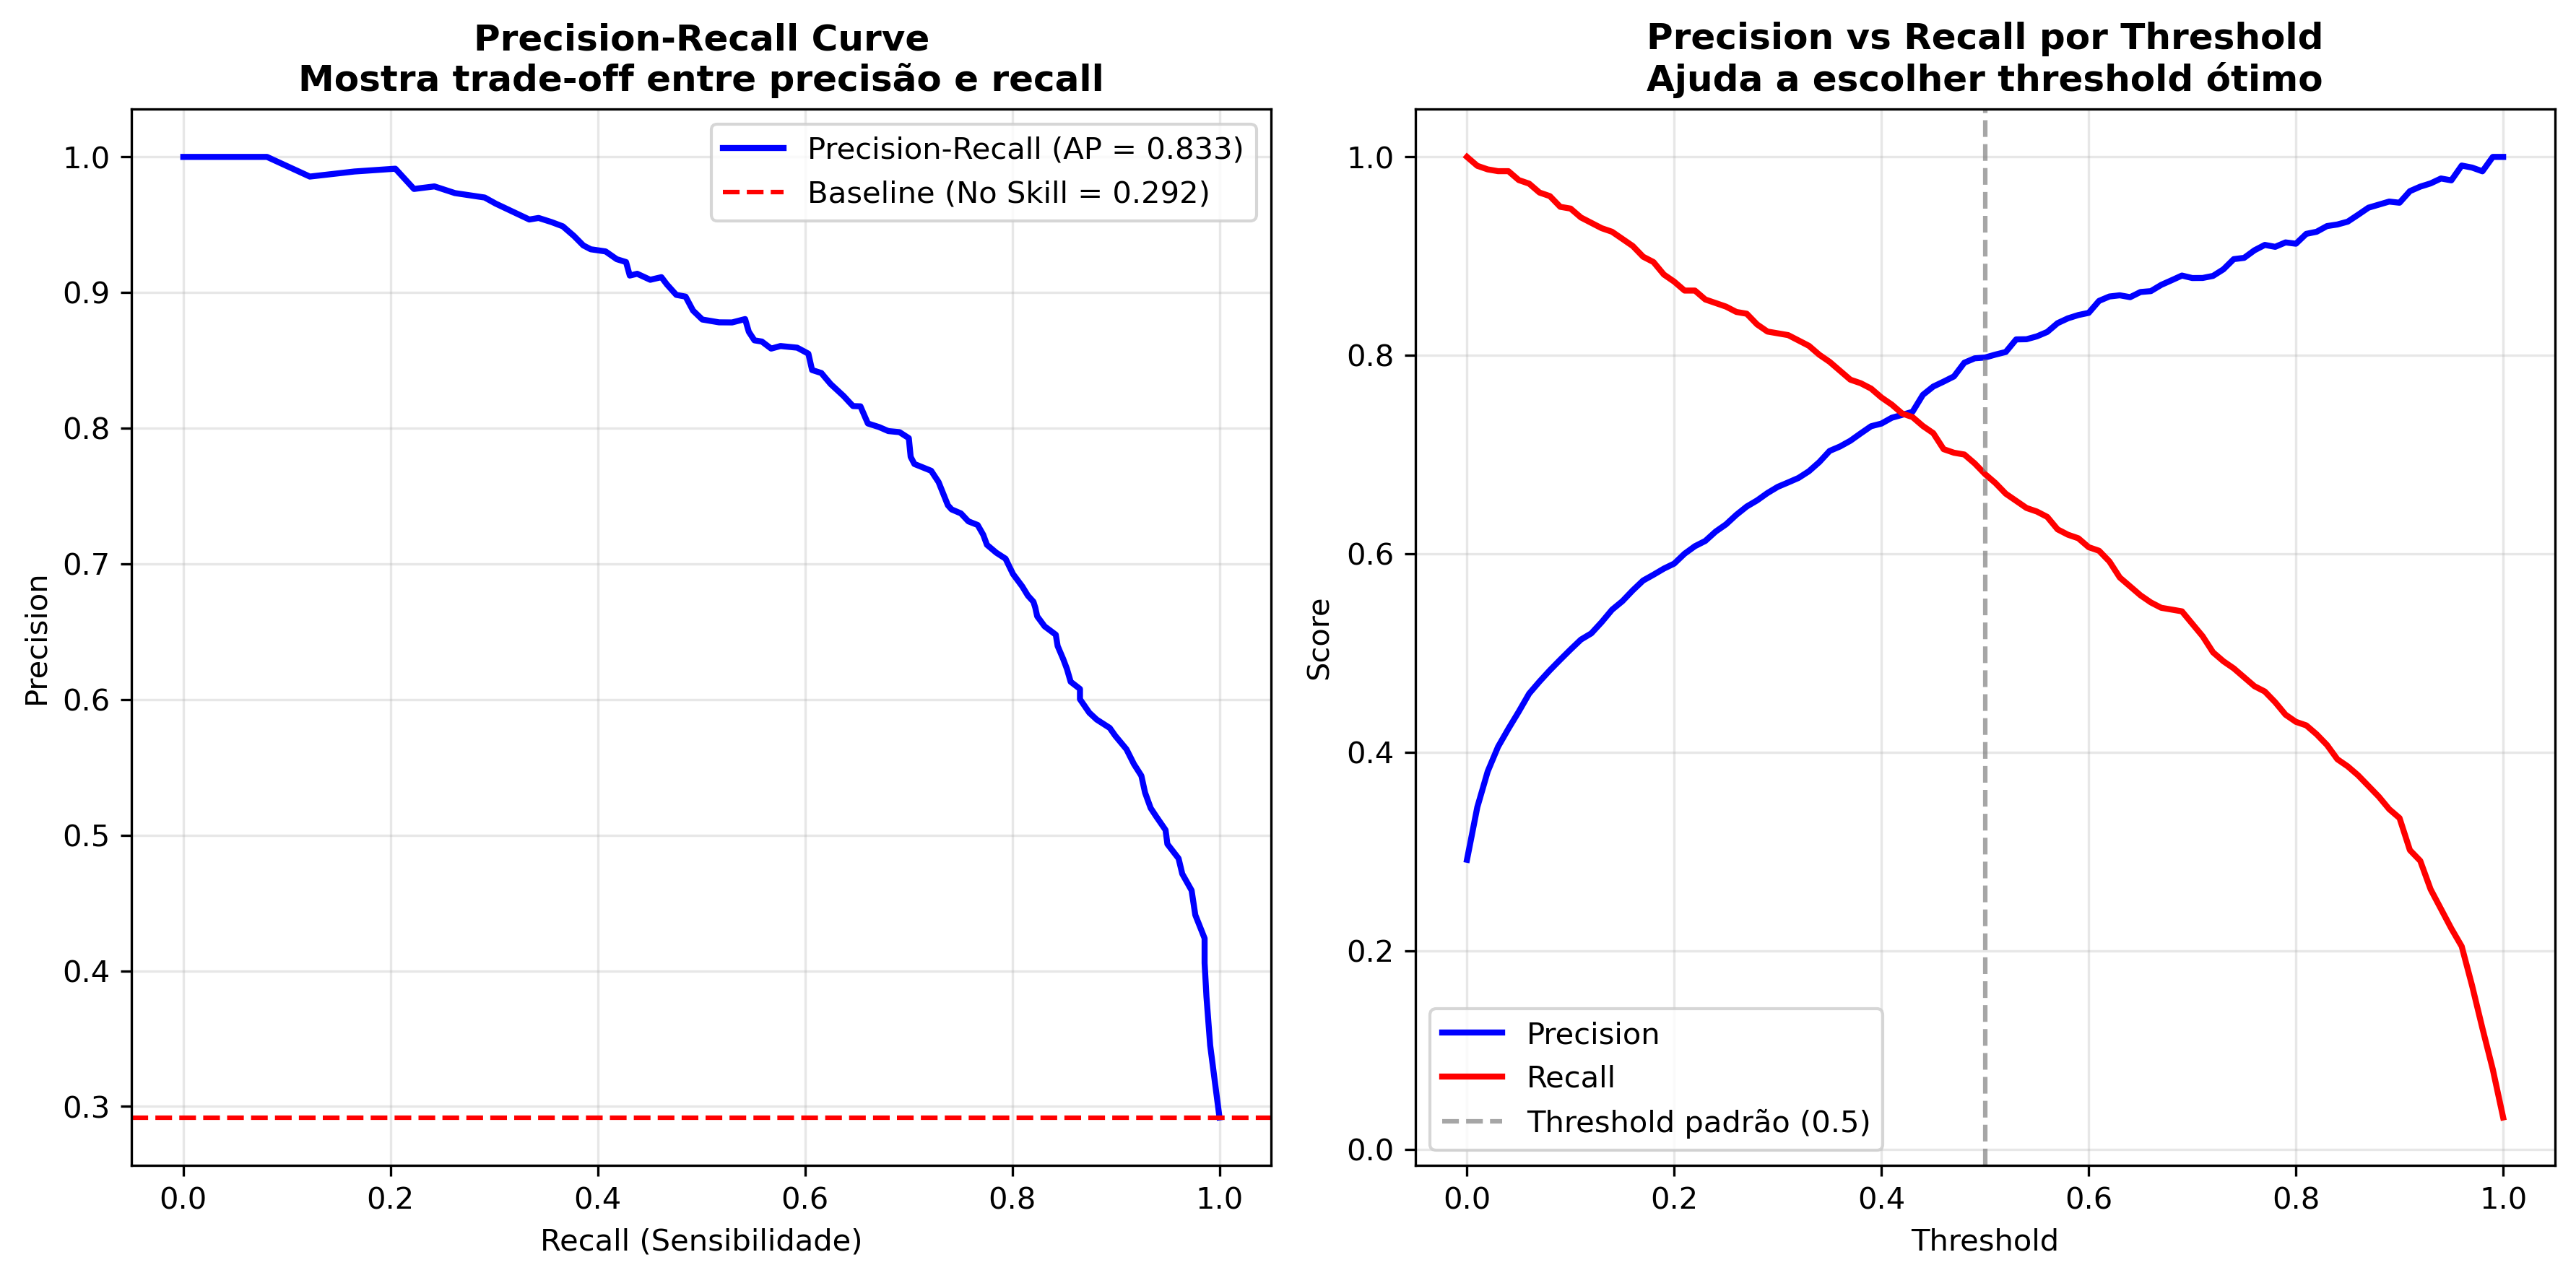 Precision-Recall Curve
Mostra trade-off entre precisão e recall
Precision-Recall (AP = 0.833)
Baseline (No Skill = 0.292)
1.0
0.9
0.8
0.7
0.6
0.5
0.4
0.3
Precision
0.0 0.2 0.4 0.6 0.8 1.0
Recall (Sensibilidade)
Precision vs Recall por Threshold
Ajuda a escolher threshold ótimo
1.0
0.8
0.6
0.4
0.2
0.0
Score
Precision
Recall
Threshold padrão (0.5)
0.0 0.2 0.4 0.6 0.8 1.0
Threshold